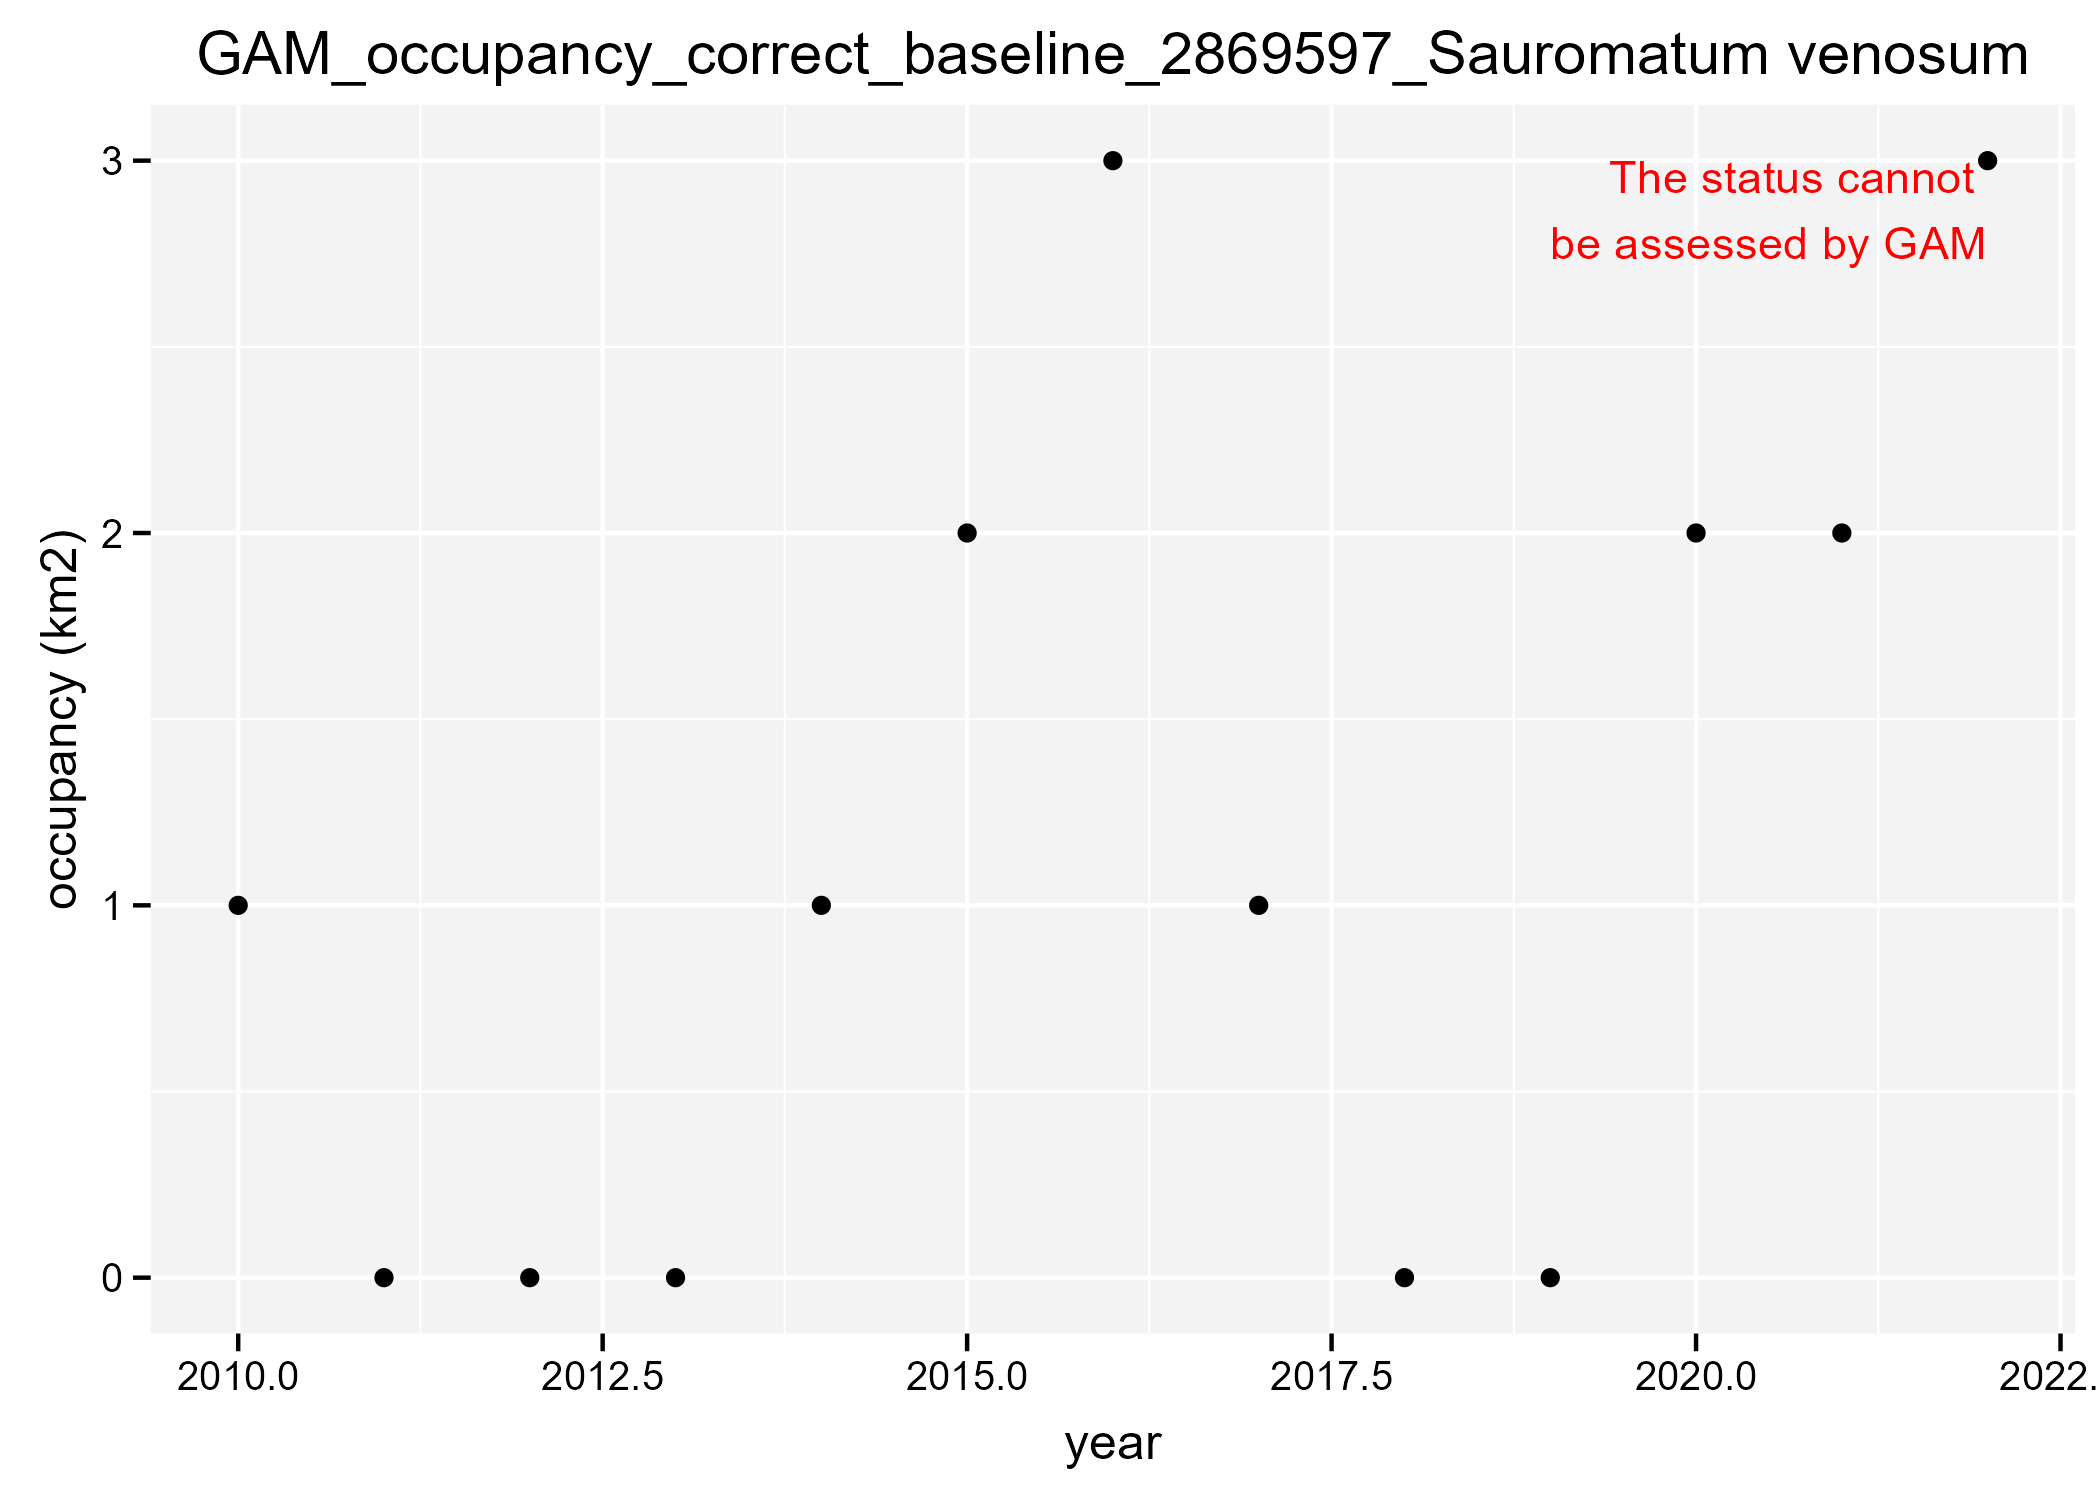 GAM_occupancy_correct_baseline_2869597_Sauromatum venosum
The status cannot
be assessed by GAM
occupancy (km2)
3
2
1
0
2010.0 2012.5 2015.0 2017.5 2020.0 2022.
year